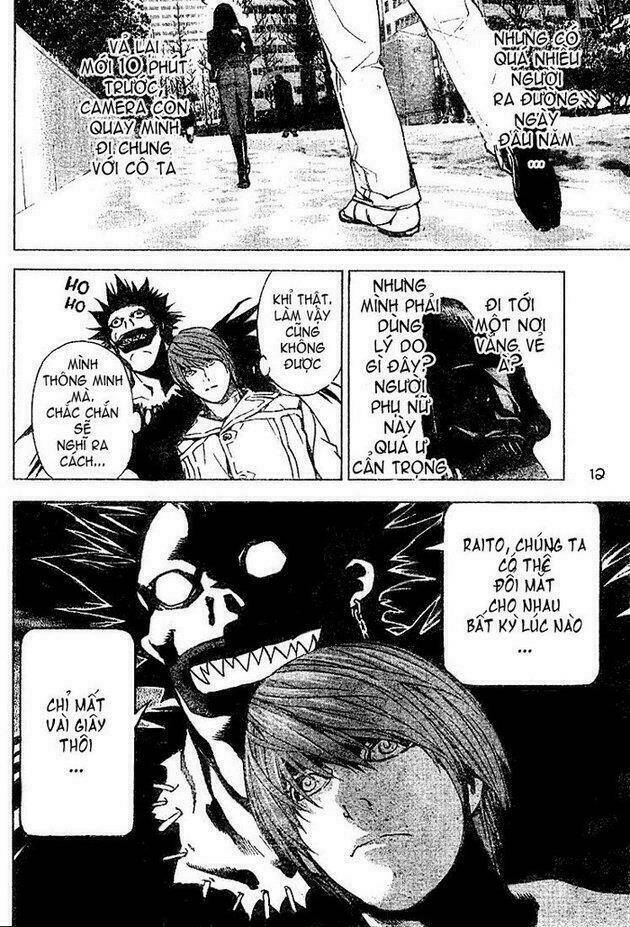 NHƯNG CÓ
QUÁ NHIỀU
NGƯỜI
RA ĐƯỜNG
NGÀY
ĐẦU NĂM
...
VẢ LẠI
MỚI 10 PHÚT
TRƯỚC,
CAMERA CÒN
QUAY MÌNH
ĐI CHUNG
VỚI CÔ TA
ĐI TỚI
MỘT NƠI
VẮNG VẺ
À?
NHƯNG
MÌNH PHẢI
DÙNG
LÝ DO
GÌ ĐÂY?
NGƯỜI
PHỤ NỮ
NÀY
QUÁ Ư
CẨN TRỌNG
KHỈ THẬT,
LÀM VẬY
CŨNG
KHÔNG
ĐƯỢC
HO
HO
MÌNH
THÔNG MINH
MÀ,
CHẮC CHẮN
SẼ
NGHĨ RA
CÁCH...
12
RAITO, CHÚNG TA
CÓ THỂ
ĐỔI MẮT
CHO NHAU
BẤT KỲ LÚC NÀO
...
CHỈ MẤT
VÀI GIÂY
THÔI
...